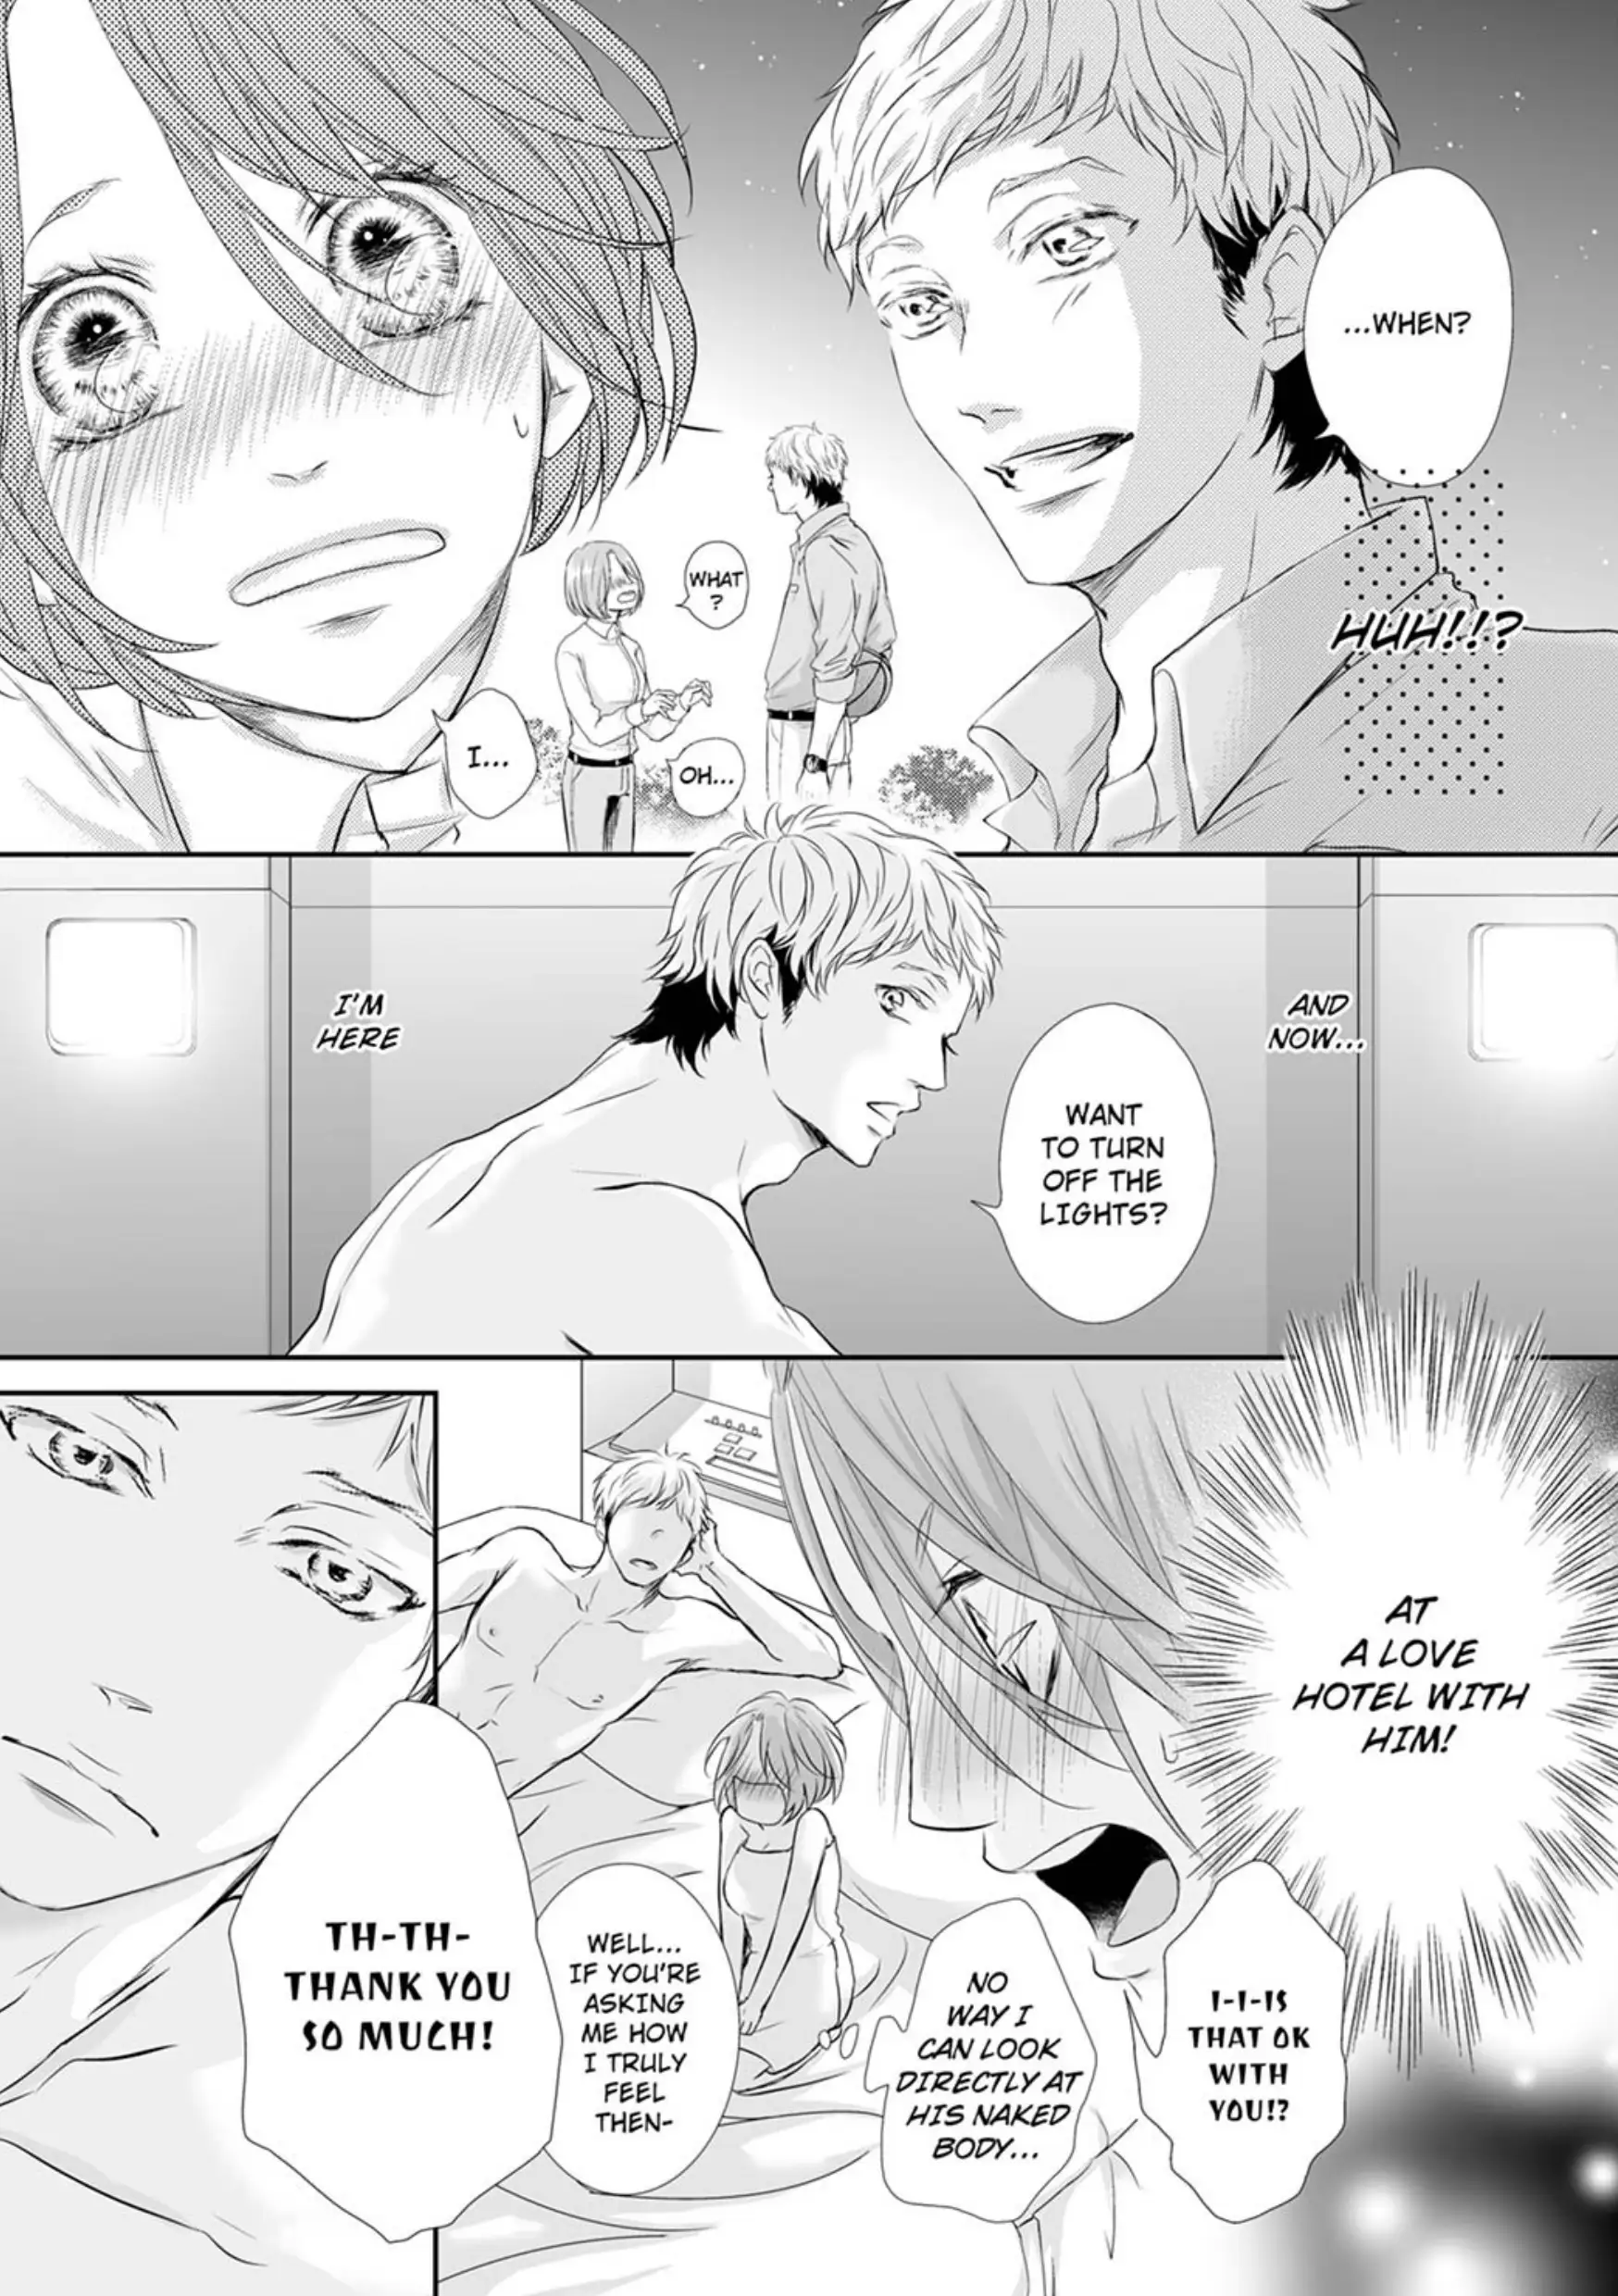 ...WHEN?
HUH!!?
WHAT
?
OH...
I...
AND
NOW...
WANT
TO TURN
OFF THE
LIGHTS?
I'M
HERE
AT
A LOVE
HOTEL WITH
HIM!
I-I-IS
THAT OK
WITH
YOU!?
NO
WAY I
CAN LOOK
DIRECTLY AT
HIS NAKED
BODY...
WELL...
IF YOU'RE
ASKING
ME HOW
I TRULY
FEEL
THEN-
TH-TH-
THANK YOU
SO MUCH!